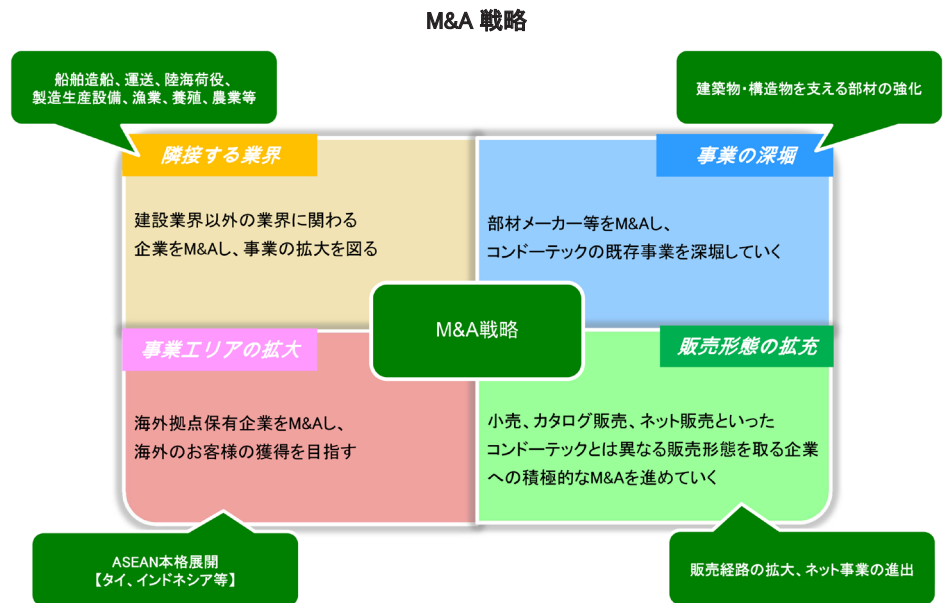 M&A 戦略
船舶造船、運送、陸海荷役、
製造生産設備、漁業、養殖、農業等
建築物・構造物を支える部材の強化
隣接する業界
建設業界以外の業界に関わる
企業をM&Aし、事業の拡大を図る
事業の深堀
部材メーカー等をM&Aし、
コンドーテックの既存事業を深堀していく
M&A戦略
事業エリアの拡大
海外拠点保有企業をM&Aし、
海外のお客様の獲得を目指す
販売形態の拡充
小売、カタログ販売、ネット販売といった
コンドーテックとは異なる販売形態を取る企業
への積極的なM&Aを進めていく
ASEAN本格展開
【タイ、インドネシア等】
販売経路の拡大、ネット事業の進出